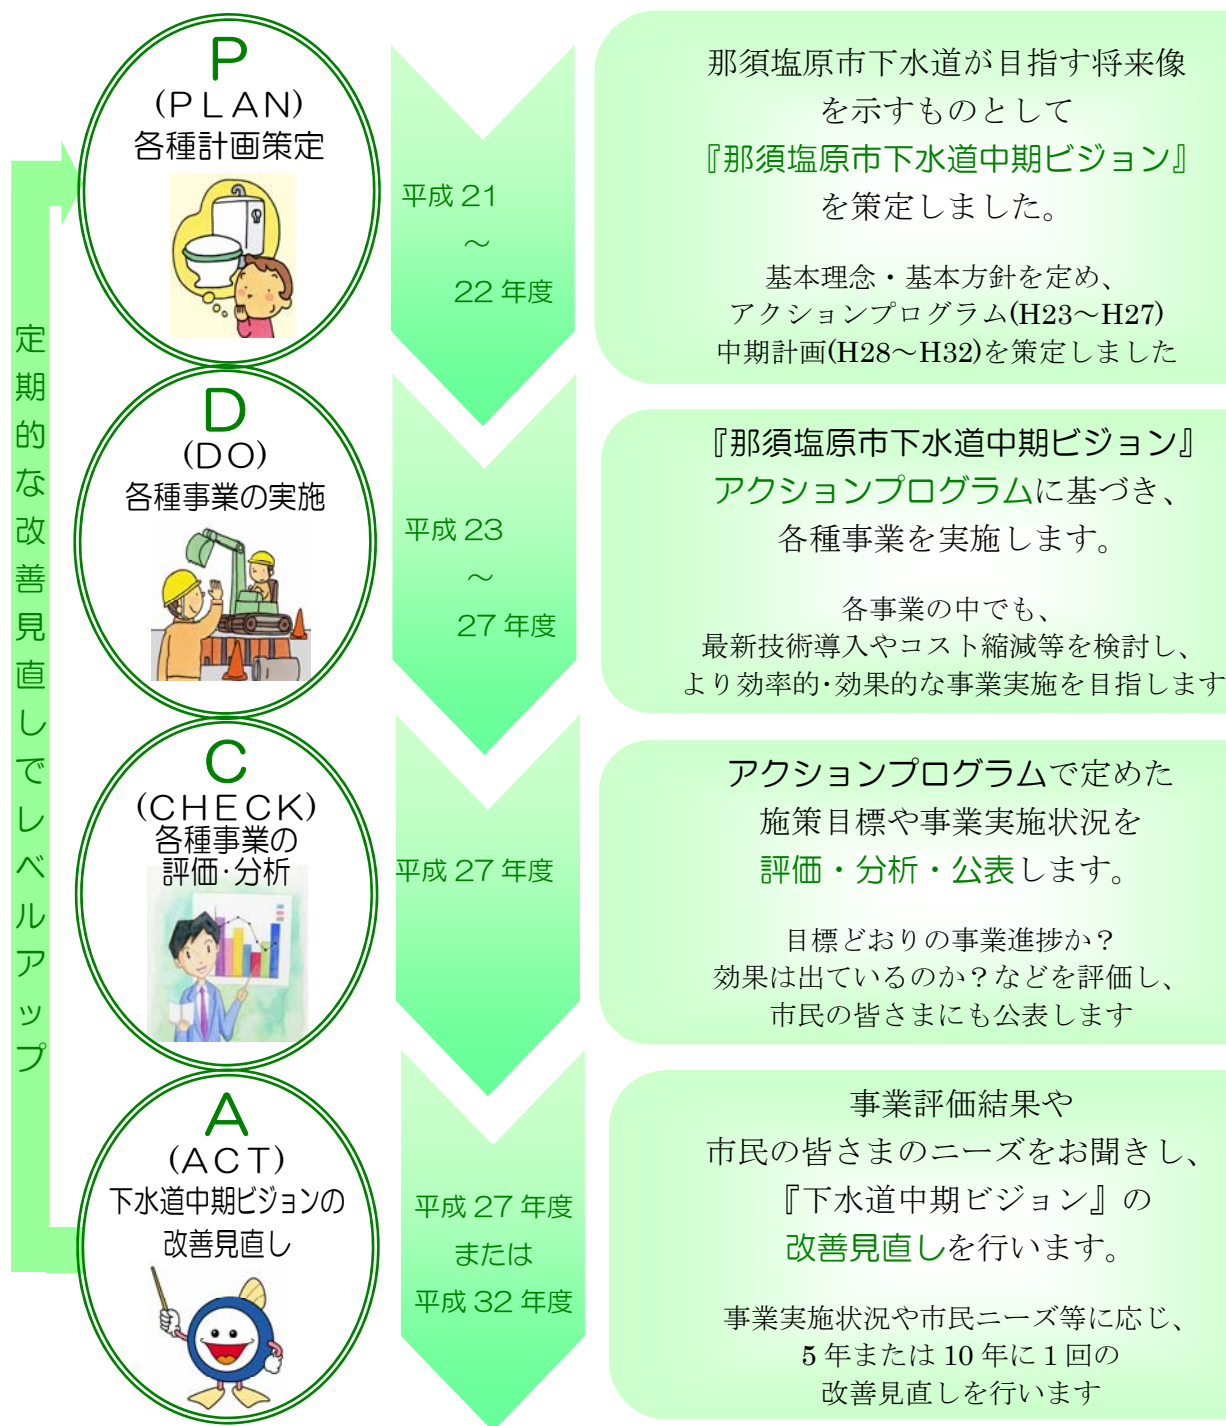 定期的な改善見直しでレベルアップ
P
(PLAN)
各種計画策定
平成 21
~
22 年度
那須塩原市下水道が目指す将来像
を示すものとして
『那須塩原市下水道中期ビジョン』
を策定しました。
基本理念・基本方針を定め、
アクションプログラム(H23~H27)
中期計画(H28~H32)を策定しました
D
(DO)
各種事業の実施
平成 23
~
27 年度
『那須塩原市下水道中期ビジョン』
アクションプログラムに基づき、
各種事業を実施します。
各事業の中でも、
最新技術導入やコスト縮減等を検討し、
より効率的・効果的な事業実施を目指します
C
(CHECK)
各種事業の
評価・分析
平成 27 年度
アクションプログラムで定めた
施策目標や事業実施状況を
評価・分析・公表します。
目標どおりの事業進捗か?
効果は出ているのか?などを評価し、
市民の皆さまにも公表します
A
(ACT)
下水道中期ビジョンの
改善見直し
平成 27 年度
または
平成 32 年度
事業評価結果や
市民の皆さまのニーズをお聞きし、
『下水道中期ビジョン』の
改善見直しを行います。
事業実施状況や市民ニーズ等に応じ、
5 年または 10 年に 1 回の
改善見直しを行います